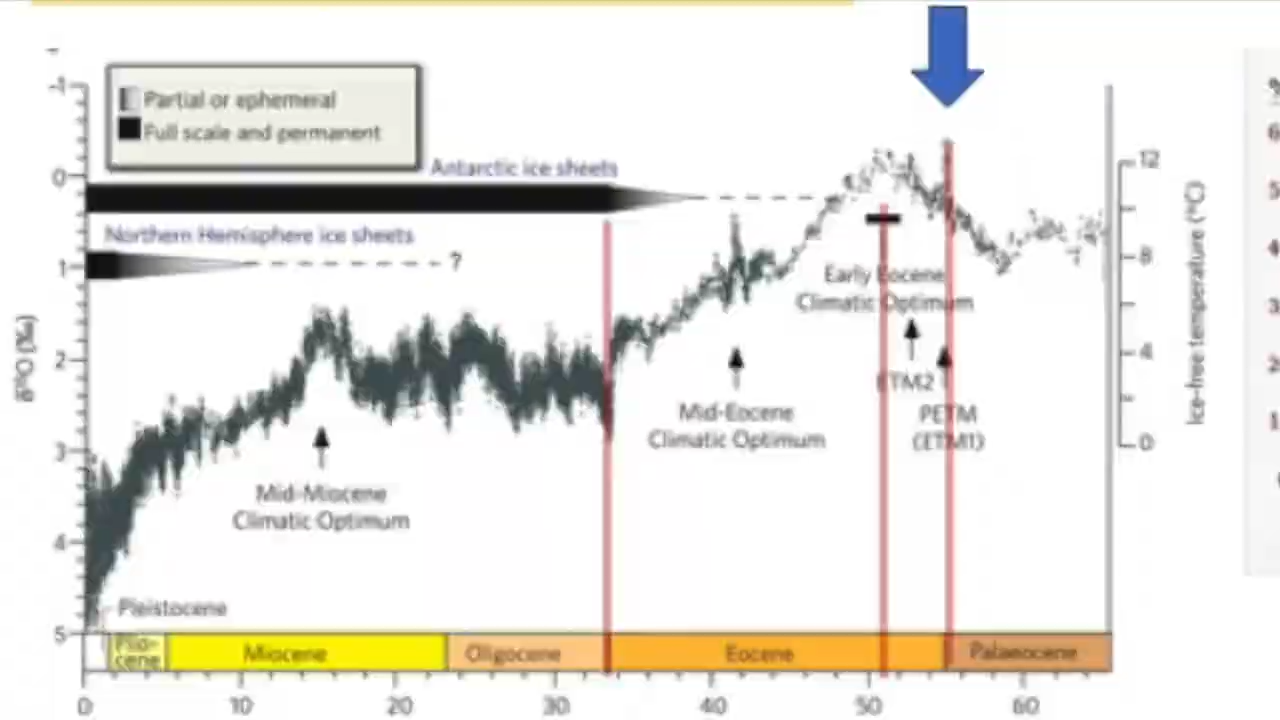 -1
Partial or ephemeral
Full scale and permanent
Antarctic ice sheets
12
0
Northern Hemisphere ice sheets
?
1
8
Early Eocene
Climatic Optimum
δ¹⁸O (‰)
Ice-free temperature (°C)
2
4
ETM2
PETM
(ETM1)
Mid-Eocene
Climatic Optimum
0
3
Mid-Miocene
Climatic Optimum
4
Pleistocene
5
Plio-
cene
Miocene
Oligocene
Eocene
Palaeocene
0
10
20
30
40
50
60